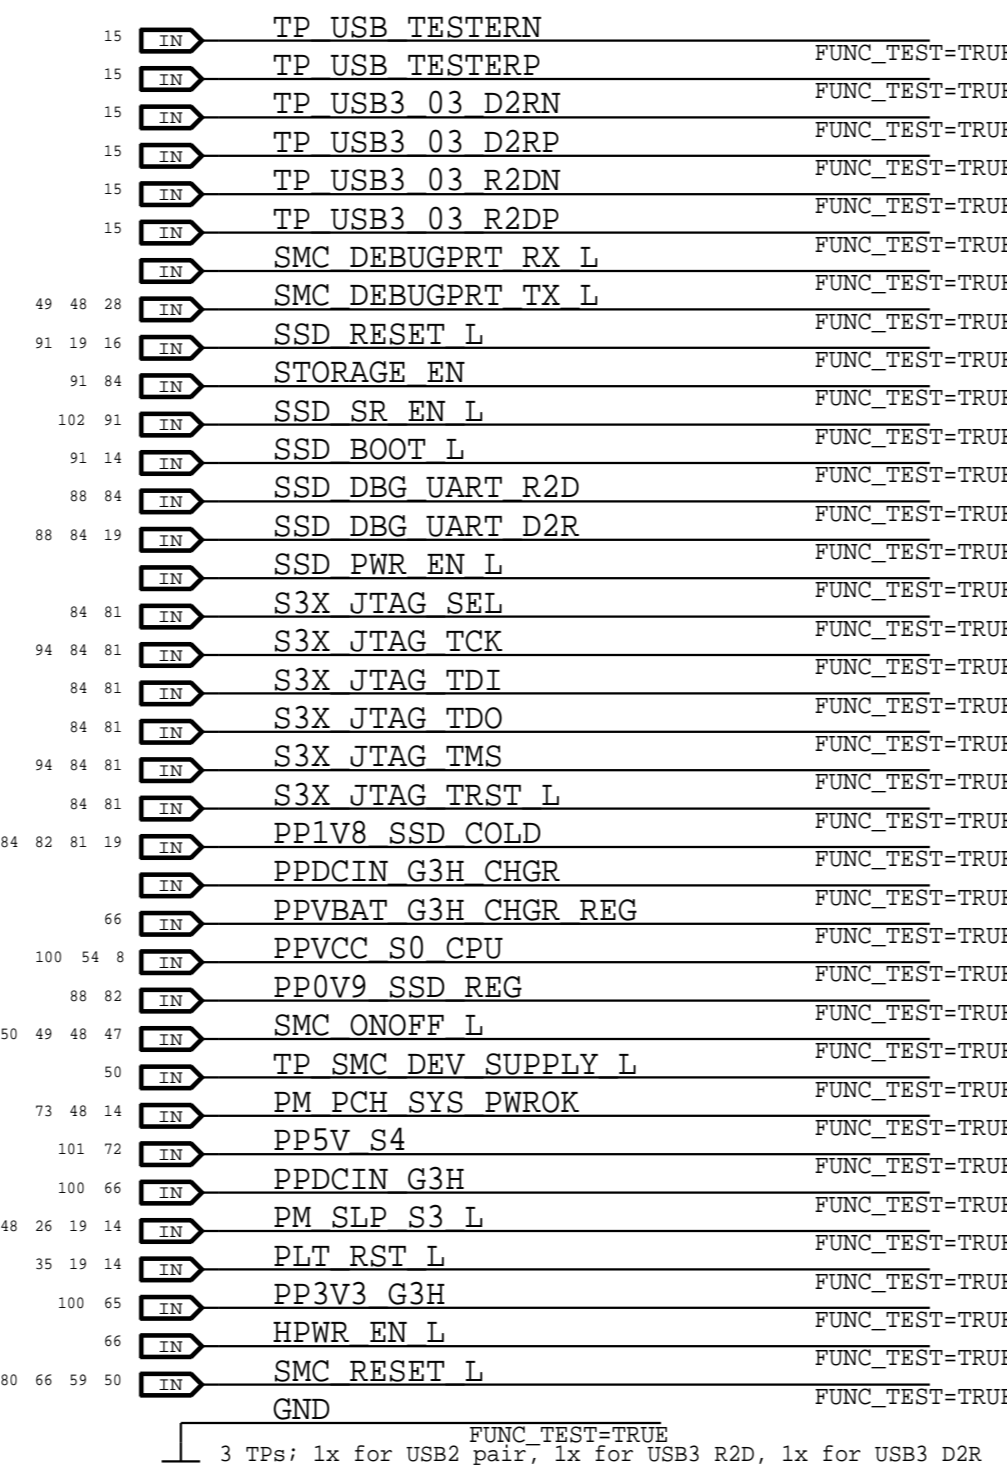 15 IN TP_USB_TESTERN FUNC_TEST=TRUE
15 IN TP_USB_TESTERP FUNC_TEST=TRUE
15 IN TP_USB3_03_D2RN FUNC_TEST=TRUE
15 IN TP_USB3_03_D2RP FUNC_TEST=TRUE
15 IN TP_USB3_03_R2DN FUNC_TEST=TRUE
15 IN TP_USB3_03_R2DP FUNC_TEST=TRUE
IN SMC_DEBUGPRT_RX_L FUNC_TEST=TRUE
49 48 28 IN SMC_DEBUGPRT_TX_L FUNC_TEST=TRUE
91 19 16 IN SSD_RESET_L FUNC_TEST=TRUE
91 84 IN STORAGE_EN FUNC_TEST=TRUE
102 91 IN SSD_SR_EN_L FUNC_TEST=TRUE
91 14 IN SSD_BOOT_L FUNC_TEST=TRUE
88 84 IN SSD_DBG_UART_R2D FUNC_TEST=TRUE
88 84 19 IN SSD_DBG_UART_D2R FUNC_TEST=TRUE
IN SSD_PWR_EN_L FUNC_TEST=TRUE
84 81 IN S3X_JTAG_SEL FUNC_TEST=TRUE
94 84 81 IN S3X_JTAG_TCK FUNC_TEST=TRUE
84 81 IN S3X_JTAG_TDI FUNC_TEST=TRUE
84 81 IN S3X_JTAG_TDO FUNC_TEST=TRUE
94 84 81 IN S3X_JTAG_TMS FUNC_TEST=TRUE
84 81 IN S3X_JTAG_TRST_L FUNC_TEST=TRUE
84 82 81 19 IN PP1V8_SSD_COLD FUNC_TEST=TRUE
IN PPDCIN_G3H_CHGR FUNC_TEST=TRUE
66 IN PPVBAT_G3H_CHGR_REG FUNC_TEST=TRUE
100 54 8 IN PPVCC_S0_CPU FUNC_TEST=TRUE
88 82 IN PP0V9_SSD_REG FUNC_TEST=TRUE
50 49 48 47 IN SMC_ONOFF_L FUNC_TEST=TRUE
50 IN TP_SMC_DEV_SUPPLY_L FUNC_TEST=TRUE
73 48 14 IN PM_PCH_SYS_PWROK FUNC_TEST=TRUE
101 72 IN PP5V_S4 FUNC_TEST=TRUE
100 66 IN PPDCIN_G3H FUNC_TEST=TRUE
48 26 19 14 IN PM_SLP_S3_L FUNC_TEST=TRUE
35 19 14 IN PLT_RST_L FUNC_TEST=TRUE
100 65 IN PP3V3_G3H FUNC_TEST=TRUE
66 IN HPWR_EN_L FUNC_TEST=TRUE
80 66 59 50 IN SMC_RESET_L FUNC_TEST=TRUE
GND
FUNC_TEST=TRUE
3 TPs; 1x for USB2 pair, 1x for USB3 R2D, 1x for USB3 D2R